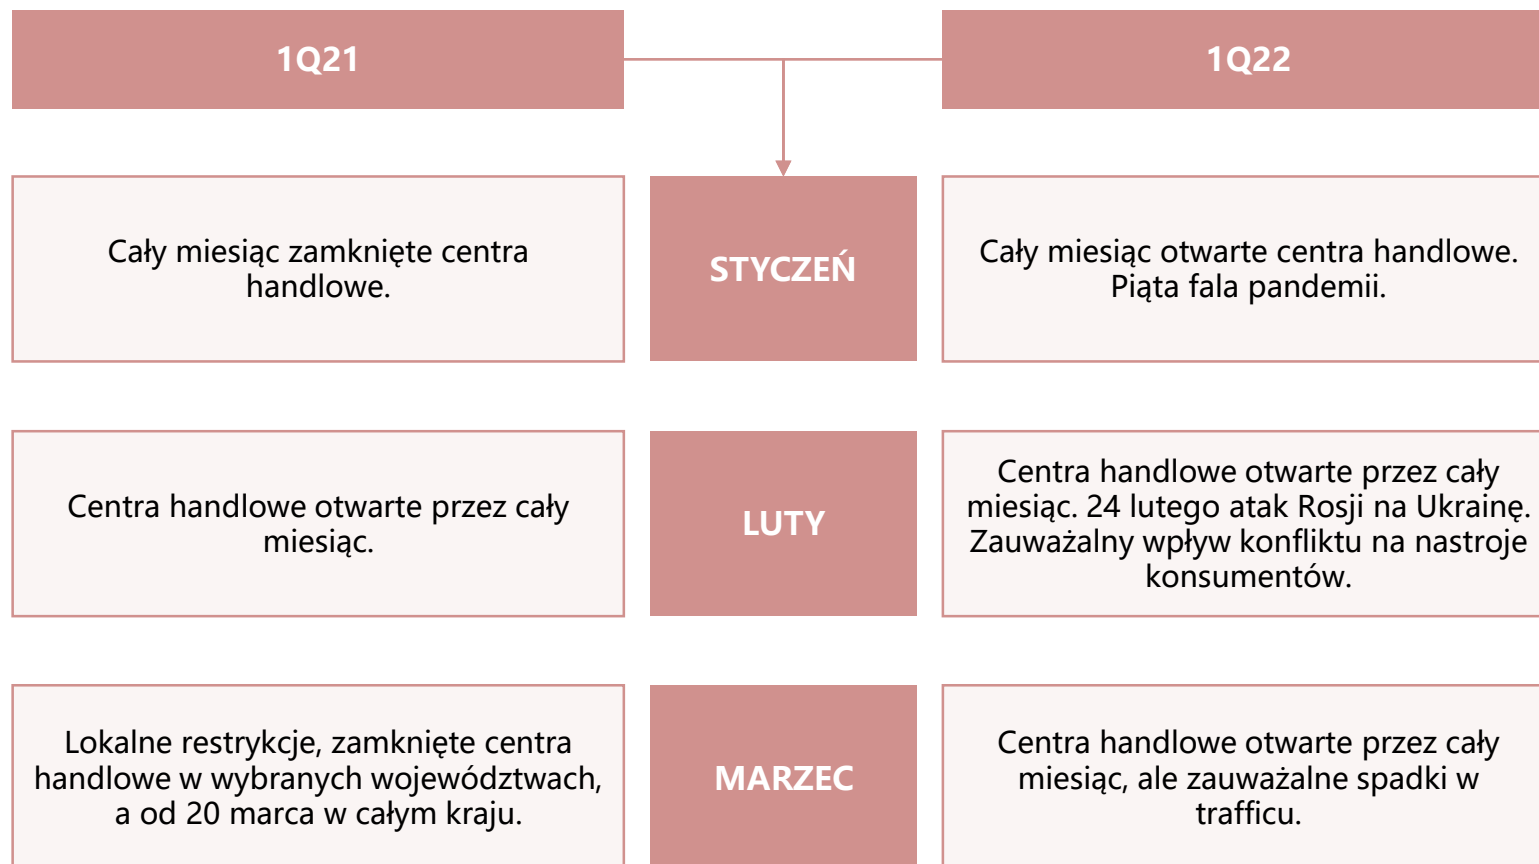 1Q21
1Q22
Cały miesiąc zamknięte centra
handlowe.
STYCZEŃ
Cały miesiąc otwarte centra handlowe.
Piąta fala pandemii.
Centra handlowe otwarte przez cały
miesiąc.
LUTY
Centra handlowe otwarte przez cały
miesiąc. 24 lutego atak Rosji na Ukrainę.
Zauważalny wpływ konfliktu na nastroje
konsumentów.
Lokalne restrykcje, zamknięte centra
handlowe w wybranych województwach,
a od 20 marca w całym kraju.
MARZEC
Centra handlowe otwarte przez cały
miesiąc, ale zauważalne spadki w
trafficu.